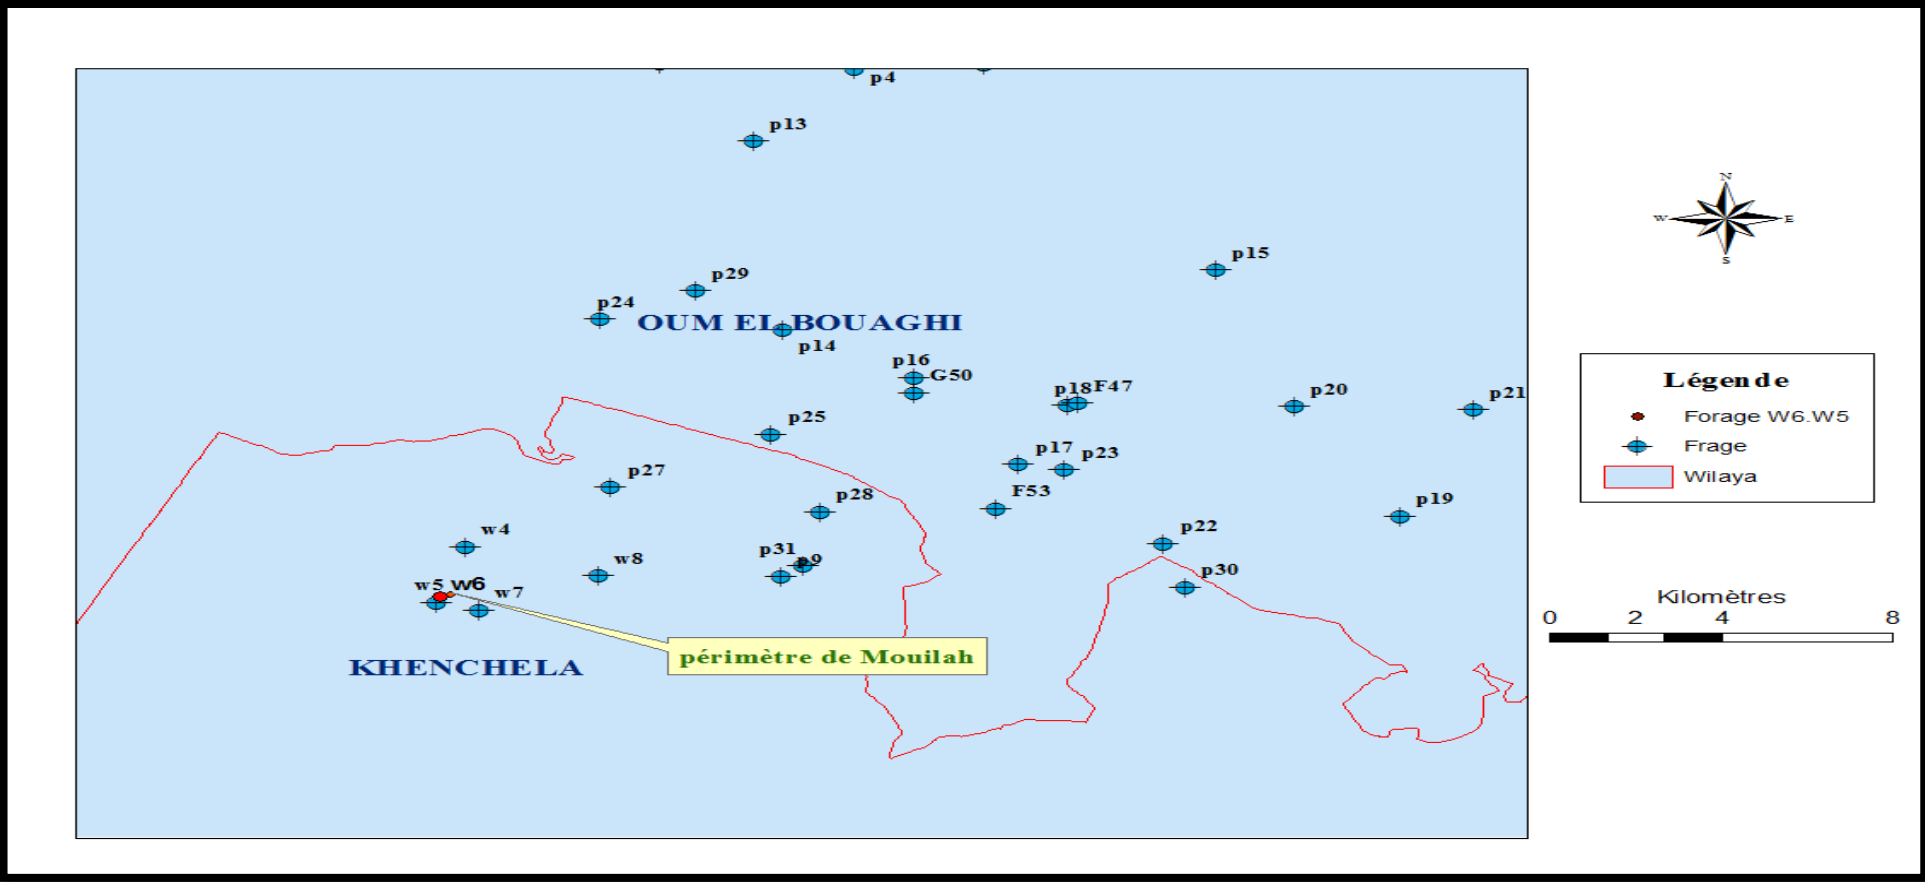 p4
p13
p15
p29
p24
OUM EL BOUAGHI
p14
p16
G50
p18
F47
p20
p21
p25
p17
p23
p27
p28
F53
p19
w4
p22
p31
p9
w8
p30
w5
w6
w7
périmètre de Mouilah
KHENCHELA
N
W
E
S
Légende
Forage W6.W5
Frage
Wilaya
Kilomètres
0 2 4 8